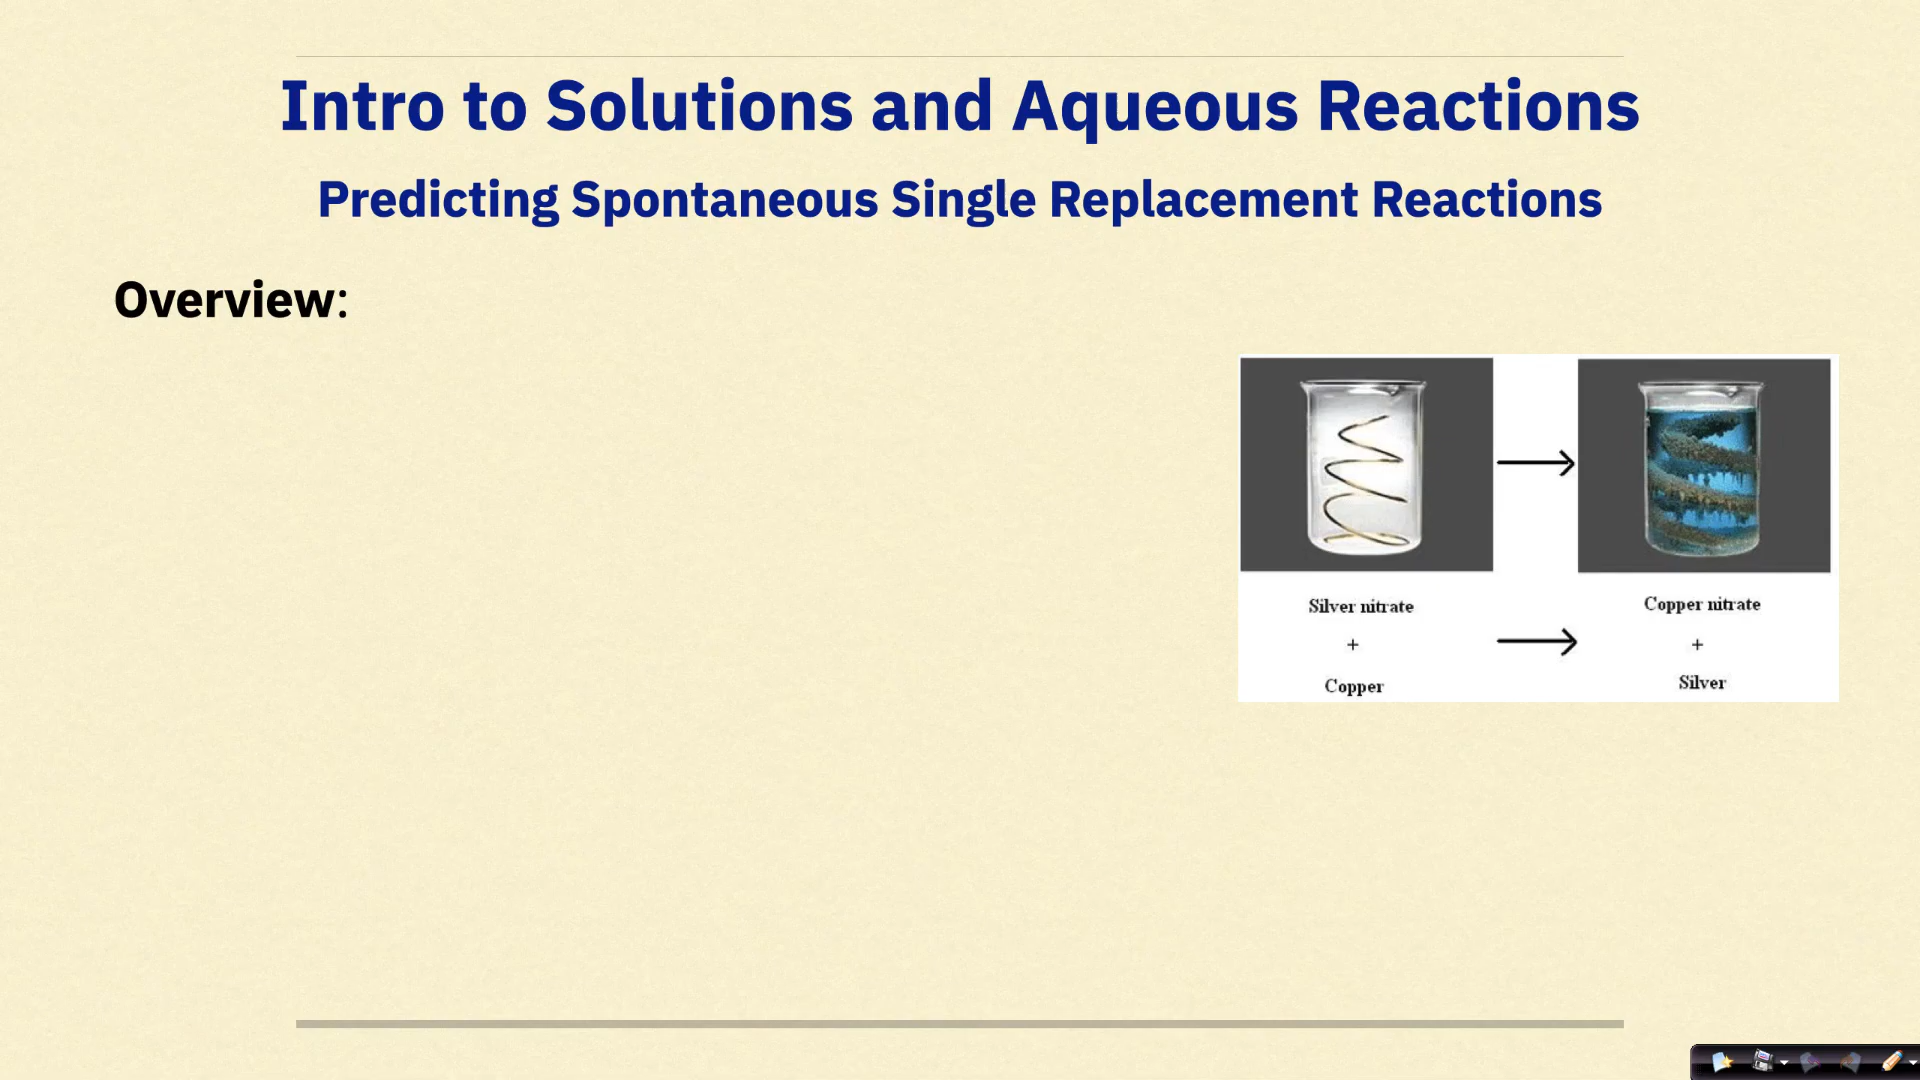 Intro to Solutions and Aqueous Reactions
Predicting Spontaneous Single Replacement Reactions
Overview:
Silver nitrate
+
Copper
Copper nitrate
+
Silver